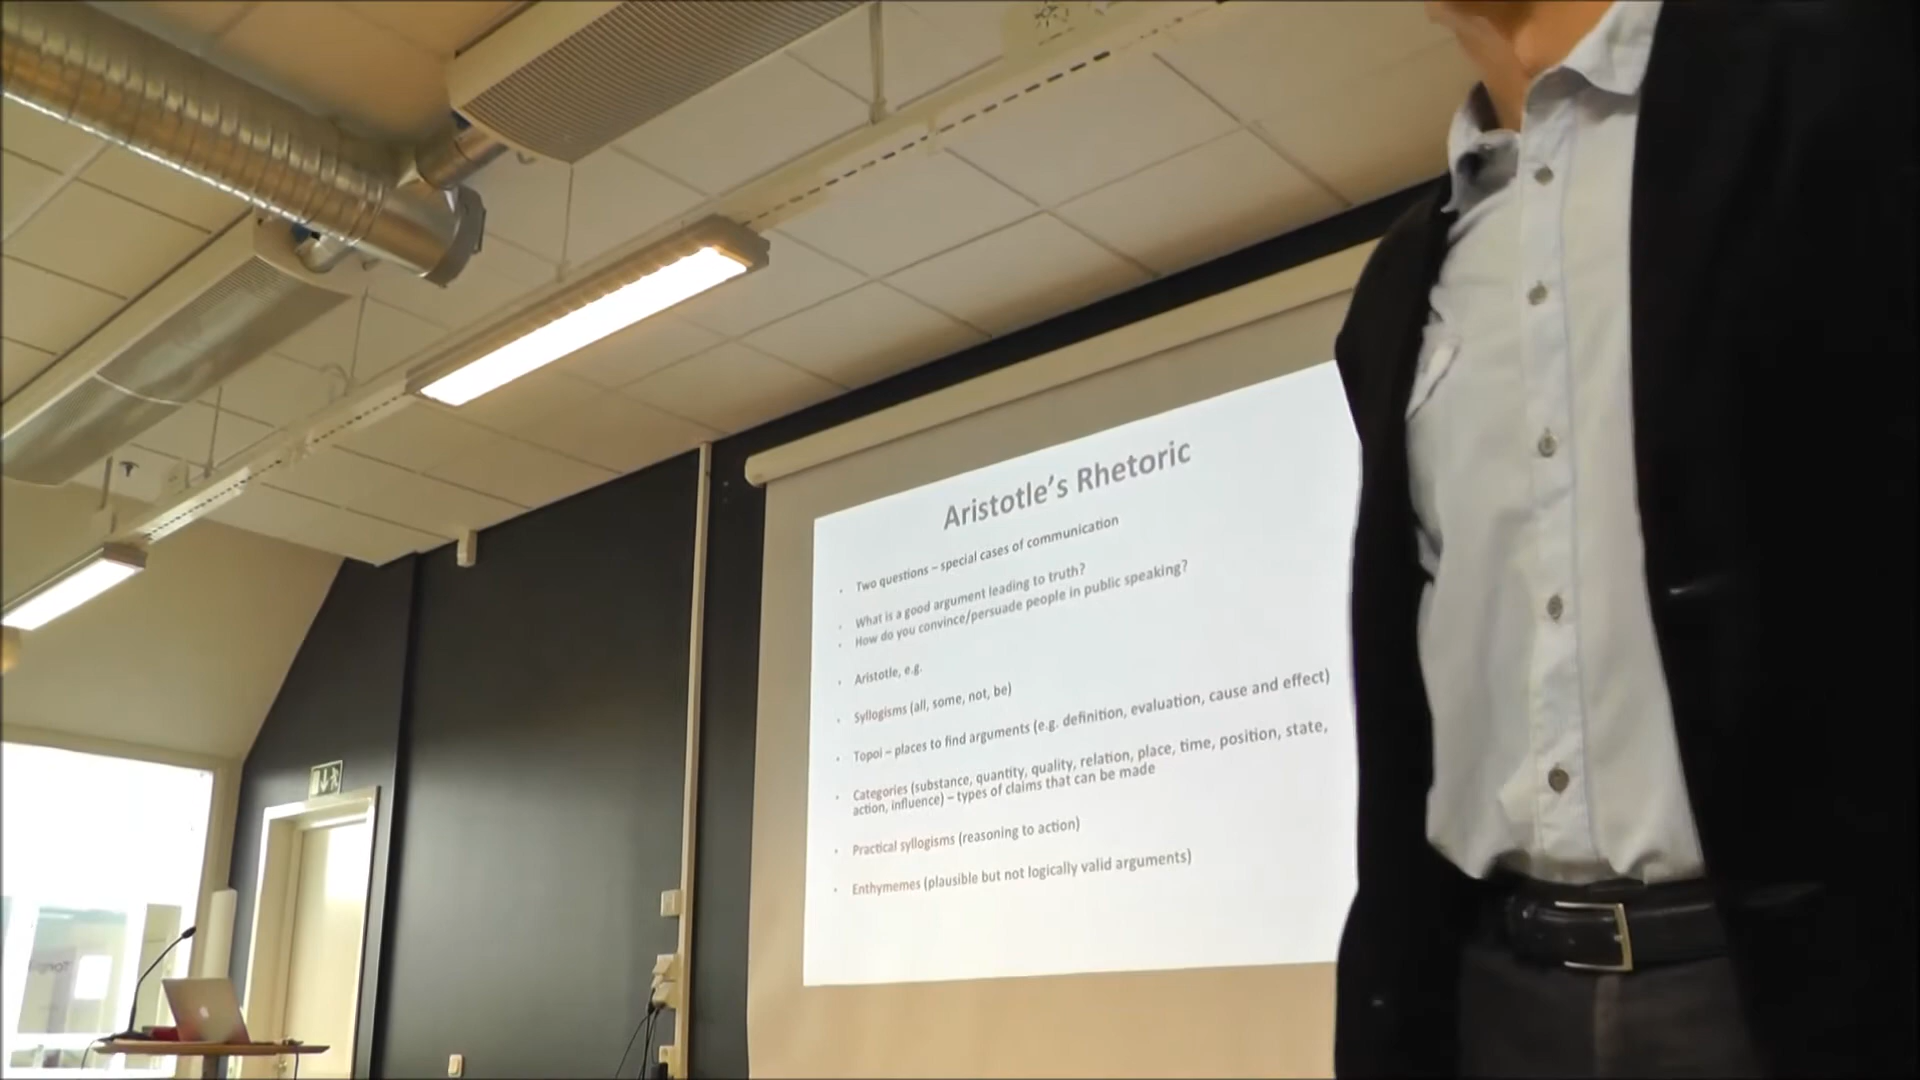 Aristotle's Rhetoric
Two questions – special cases of communication
What is a good argument leading to truth?
How do you convince/persuade people in public speaking?
Aristotle, e.g.
Syllogisms (all, some, not, be)
Topoi – places to find arguments (e.g. definition, evaluation, cause and effect)
Categories (substance, quantity, quality, relation, place, time, position, state,
action, influence) – types of claims that can be made
Practical syllogisms (reasoning to action)
Enthymemes (plausible but not logically valid arguments)